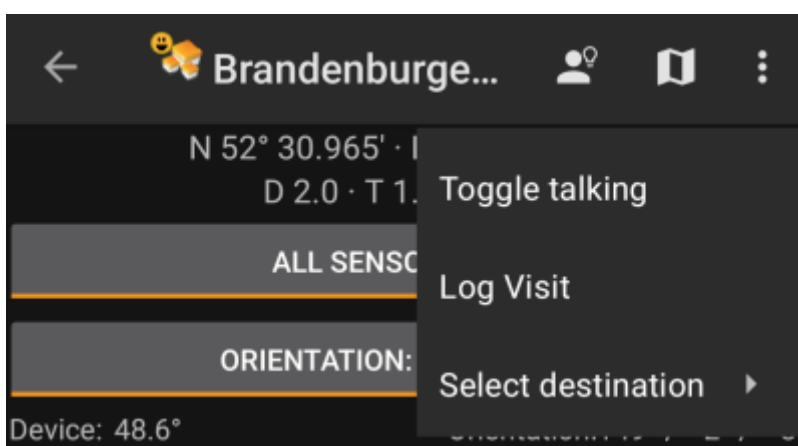 Brandenburge...
N 52° 30.965' ·
D 2.0 · T 1.
Toggle talking
ALL SENSO
Log Visit
ORIENTATION:
Select destination
Device: 48.6°